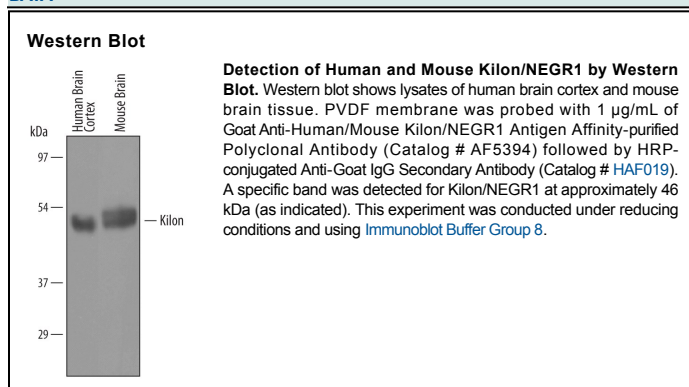 Western Blot
Human Brain
Cortex
Mouse Brain
kDa
97
54
Kilon
37
29
Detection of Human and Mouse Kilon/NEGR1 by Western
Blot. Western blot shows lysates of human brain cortex and mouse
brain tissue. PVDF membrane was probed with 1 µg/mL of
Goat Anti-Human/Mouse Kilon/NEGR1 Antigen Affinity-purified
Polyclonal Antibody (Catalog # AF5394) followed by HRP-
conjugated Anti-Goat IgG Secondary Antibody (Catalog # HAF019).
A specific band was detected for Kilon/NEGR1 at approximately 46
kDa (as indicated). This experiment was conducted under reducing
conditions and using Immunoblot Buffer Group 8.